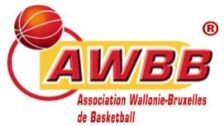 ®
AWBB
Association Wallonie-Bruxelles
de Basketball